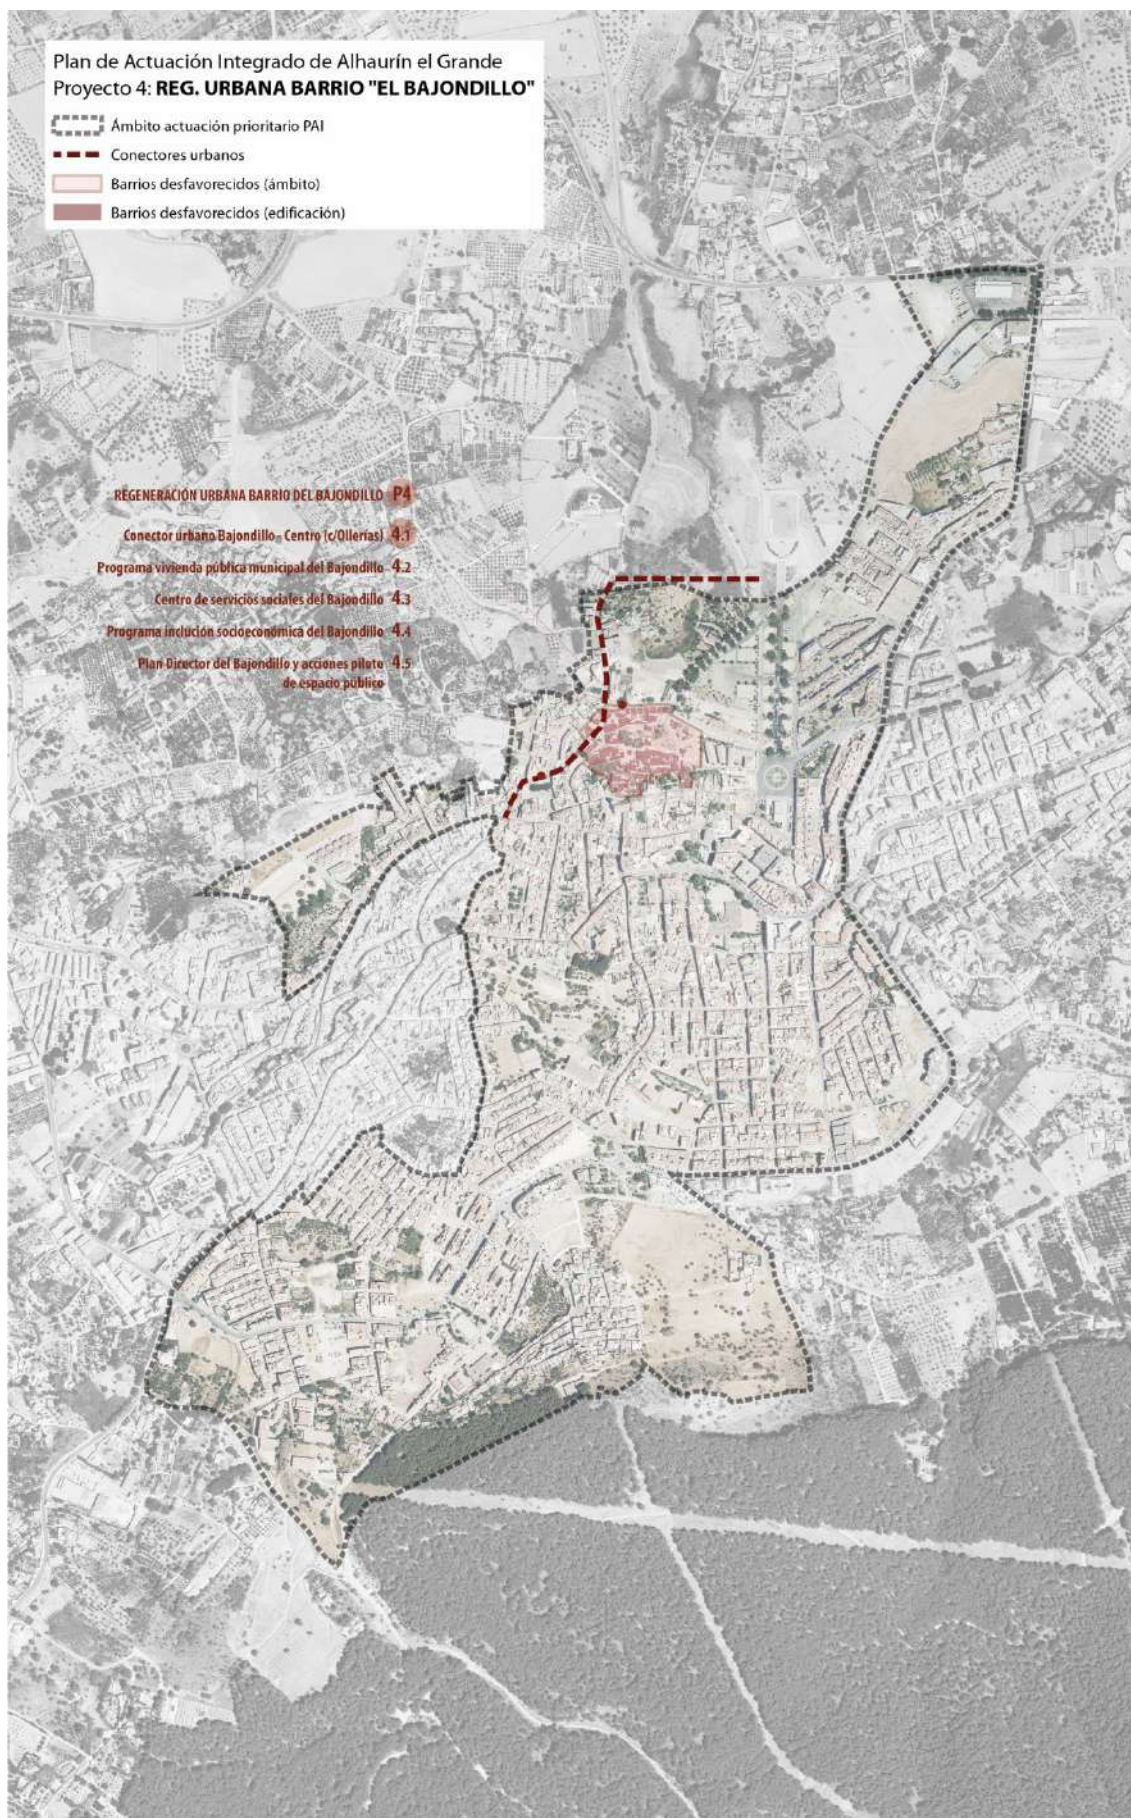 Plan de Actuación Integrado de Alhaurín el Grande
Proyecto 4: REG. URBANA BARRIO "EL BAJONDILLO"
Ámbito actuación prioritario PAI
Conectores urbanos
Barrios desfavorecidos (ámbito)
Barrios desfavorecidos (edificación)
REGENERACIÓN URBANA BARRIO DEL BAJONDILLO P4
Conector urbano Bajondillo - Centro (c/Ollerías) 4.1
Programa vivienda pública municipal del Bajondillo 4.2
Centro de servicios sociales del Bajondillo 4.3
Programa inclución socioeconómica del Bajondillo 4.4
Plan Director del Bajondillo y acciones piloto 4.5
de espacio público